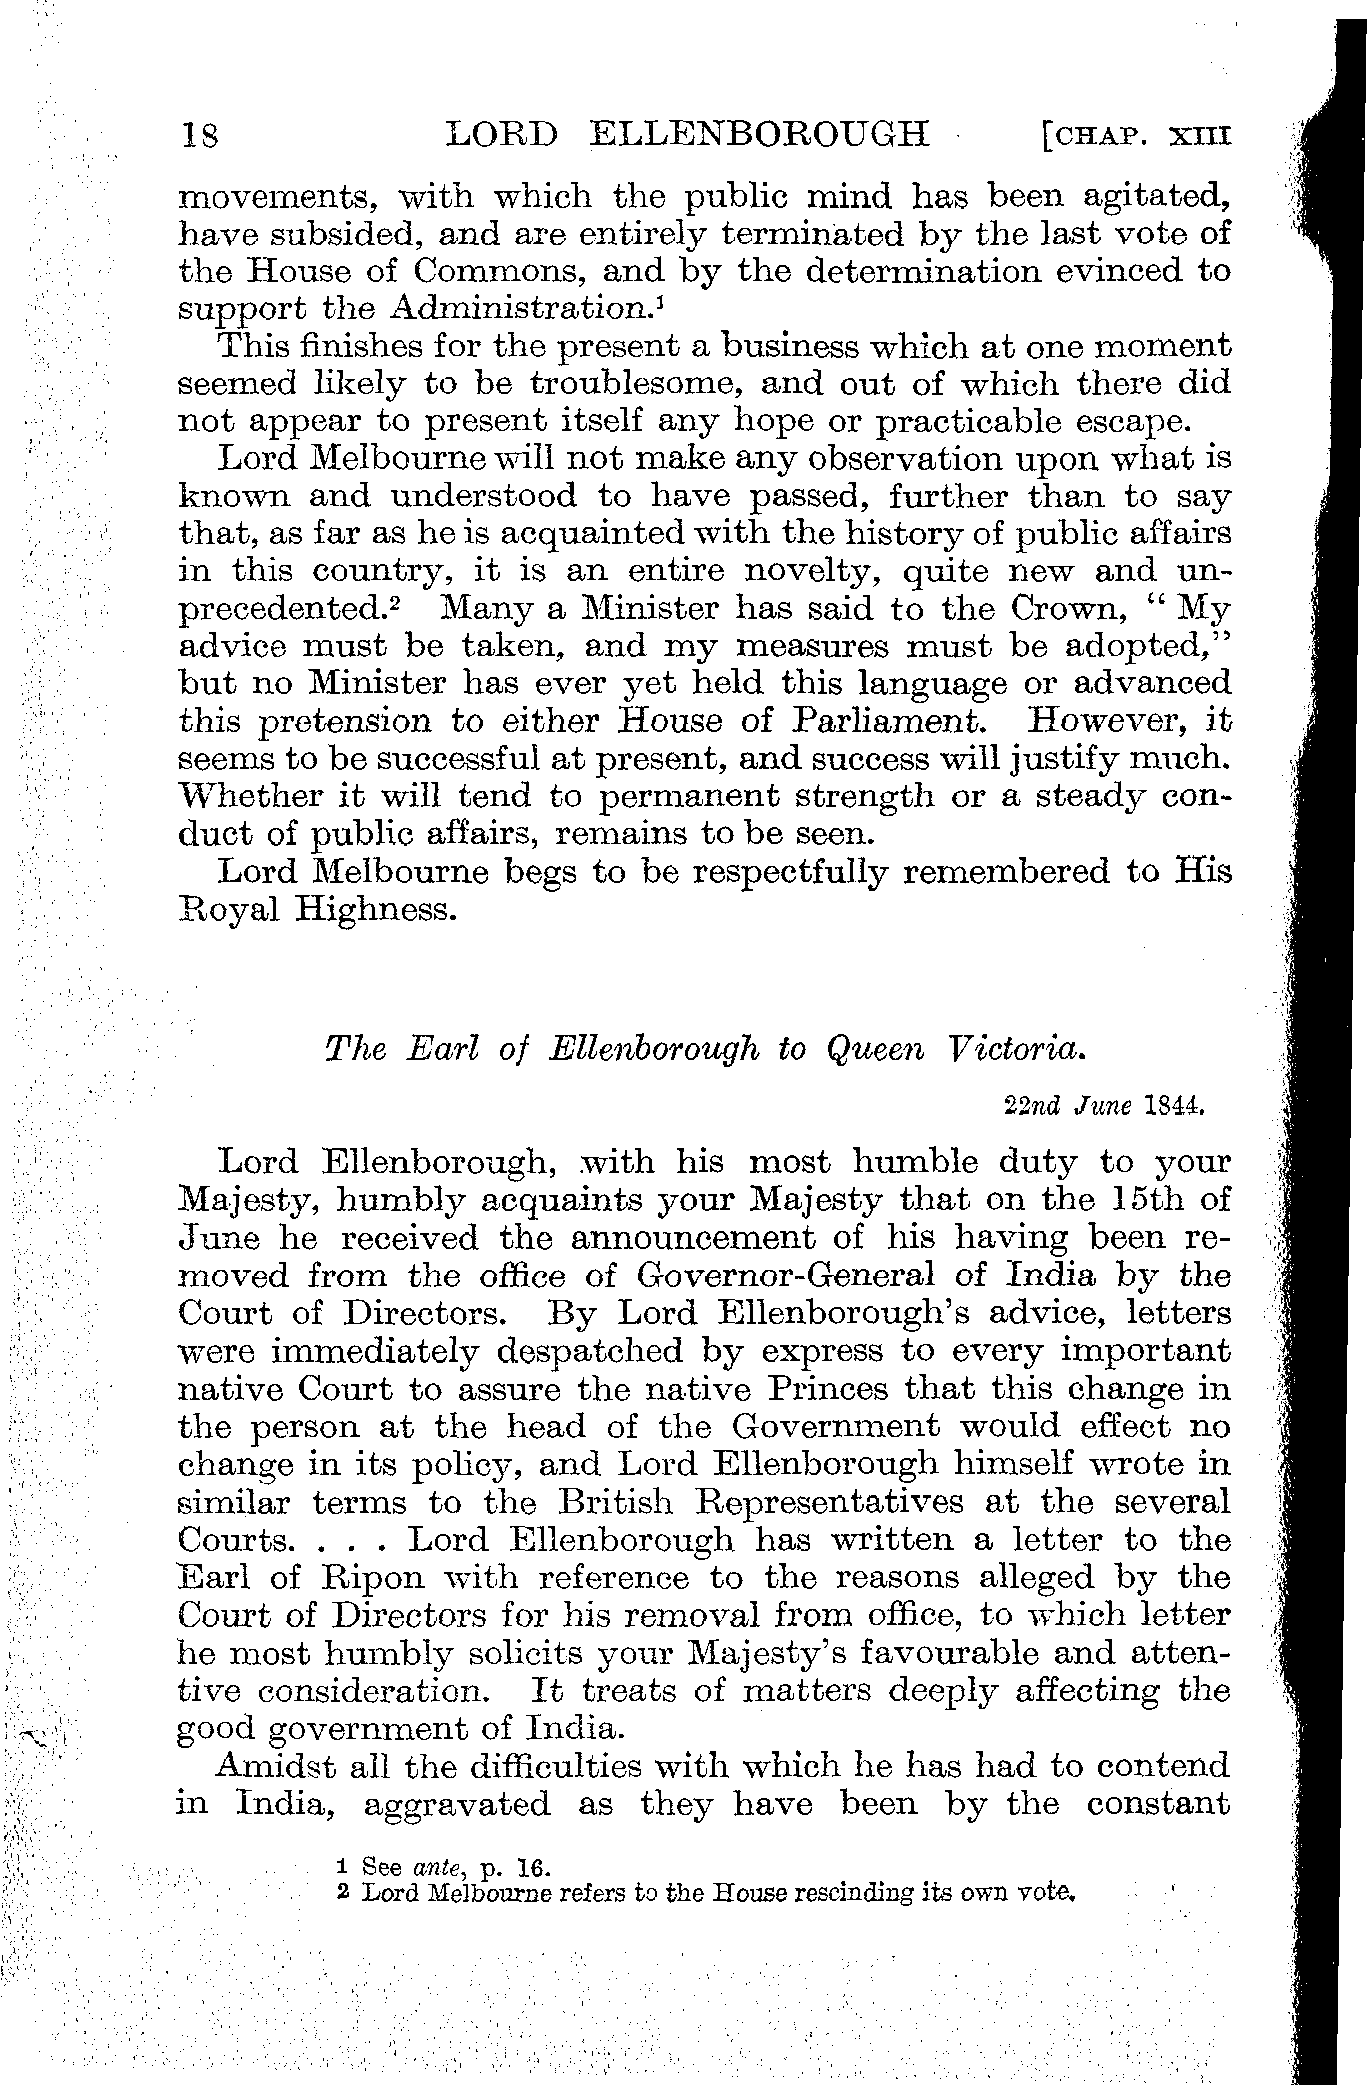 18 LORD ELLENBOROUGH [CHAP. XIII
movements, with which the public mind has been agitated,
have subsided, and are entirely terminated by the last vote of
the House of Commons, and by the determination evinced to
support the Administration.¹
This finishes for the present a business which at one moment
seemed likely to be troublesome, and out of which there did
not appear to present itself any hope or practicable escape.
Lord Melbourne will not make any observation upon what is
known and understood to have passed, further than to say
that, as far as he is acquainted with the history of public affairs
in this country, it is an entire novelty, quite new and un-
precedented.² Many a Minister has said to the Crown, “ My
advice must be taken, and my measures must be adopted,”
but no Minister has ever yet held this language or advanced
this pretension to either House of Parliament. However, it
seems to be successful at present, and success will justify much.
Whether it will tend to permanent strength or a steady con-
duct of public affairs, remains to be seen.
Lord Melbourne begs to be respectfully remembered to His
Royal Highness.
The Earl of Ellenborough to Queen Victoria.
22nd June 1844.
Lord Ellenborough, with his most humble duty to your
Majesty, humbly acquaints your Majesty that on the 15th of
June he received the announcement of his having been re-
moved from the office of Governor-General of India by the
Court of Directors. By Lord Ellenborough’s advice, letters
were immediately despatched by express to every important
native Court to assure the native Princes that this change in
the person at the head of the Government would effect no
change in its policy, and Lord Ellenborough himself wrote in
similar terms to the British Representatives at the several
Courts. . . . Lord Ellenborough has written a letter to the
Earl of Ripon with reference to the reasons alleged by the
Court of Directors for his removal from office, to which letter
he most humbly solicits your Majesty’s favourable and atten-
tive consideration. It treats of matters deeply affecting the
good government of India.
Amidst all the difficulties with which he has had to contend
in India, aggravated as they have been by the constant
1 See ante, p. 16.
2 Lord Melbourne refers to the House rescinding its own vote.